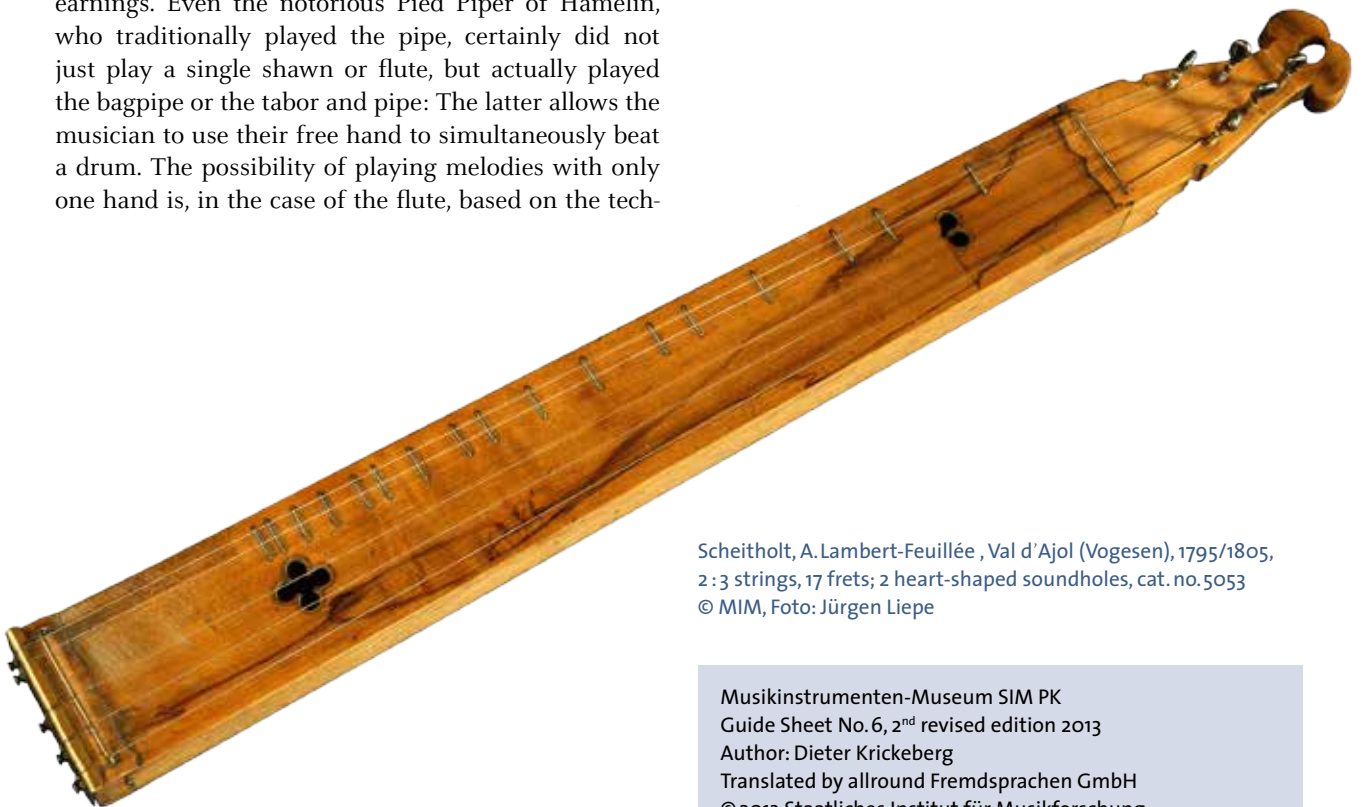 earnings. Even the notorious Pied Piper of Hamelin,
who traditionally played the pipe, certainly did not
just play a single shawn or flute, but actually played
the bagpipe or the tabor and pipe: The latter allows the
musician to use their free hand to simultaneously beat
a drum. The possibility of playing melodies with only
one hand is, in the case of the flute, based on the tech-
Scheitholt, A. Lambert-Feuillée , Val d’Ajol (Vogesen), 1795/1805,
2 : 3 strings, 17 frets; 2 heart-shaped soundholes, cat. no. 5053
© MIM, Foto: Jürgen Liepe
Musikinstrumenten-Museum SIM PK
Guide Sheet No. 6, 2nd revised edition 2013
Author: Dieter Krickeberg
Translated by allround Fremdsprachen GmbH
© 2013 Staatliches Institut für Musikforschung